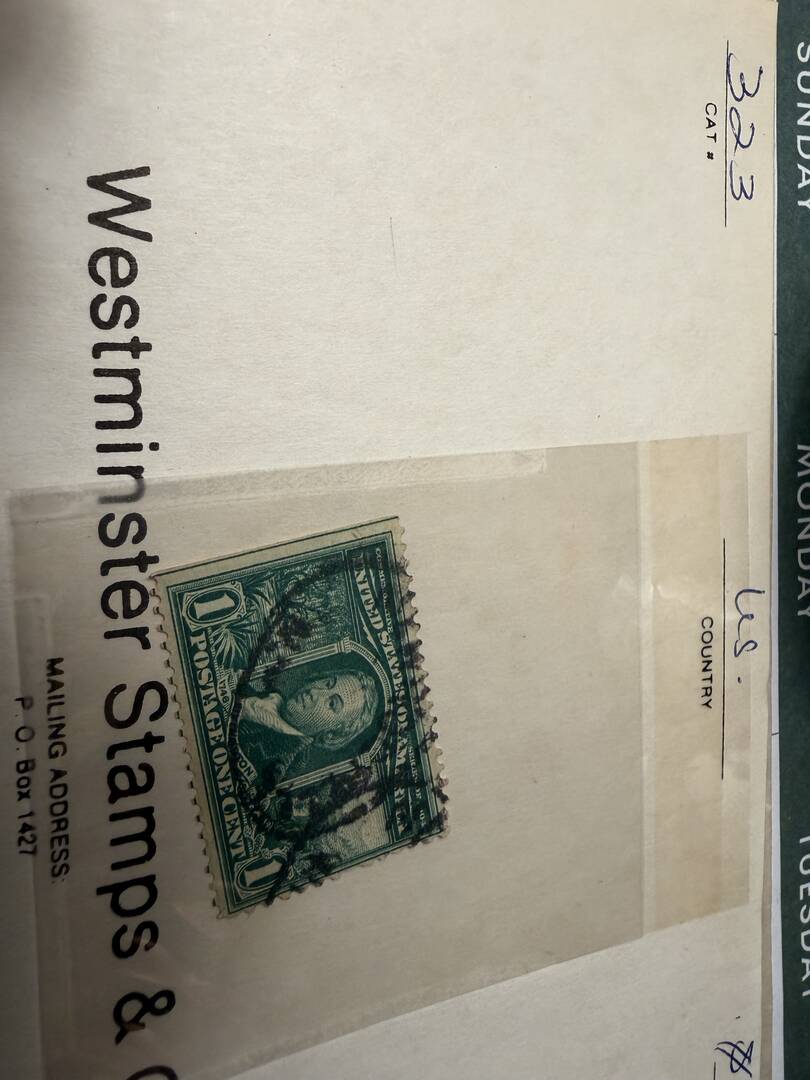 SUNDAY MONDAY TUESDAY
323
CAT #
US.
COUNTRY
UNITED STATES OF AMERICA
1 POSTAGE ONE CENT 1
Westminster Stamps &
MAILING ADDRESS:
P. O. Box 1427